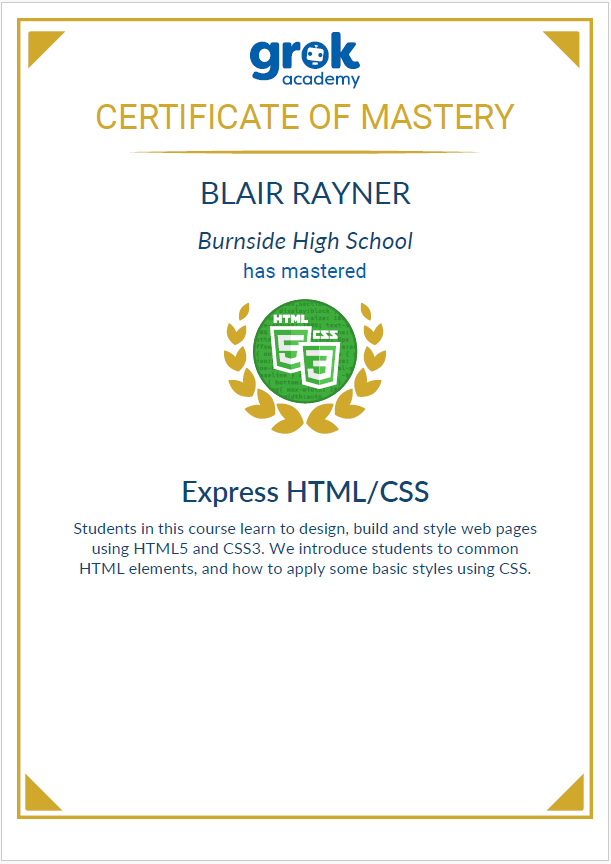 grok
academy
CERTIFICATE OF MASTERY
BLAIR RAYNER
Burnside High School
has mastered
HTML
CSS
5
3
Express HTML/CSS
Students in this course learn to design, build and style web pages
using HTML5 and CSS3. We introduce students to common
HTML elements, and how to apply some basic styles using CSS.